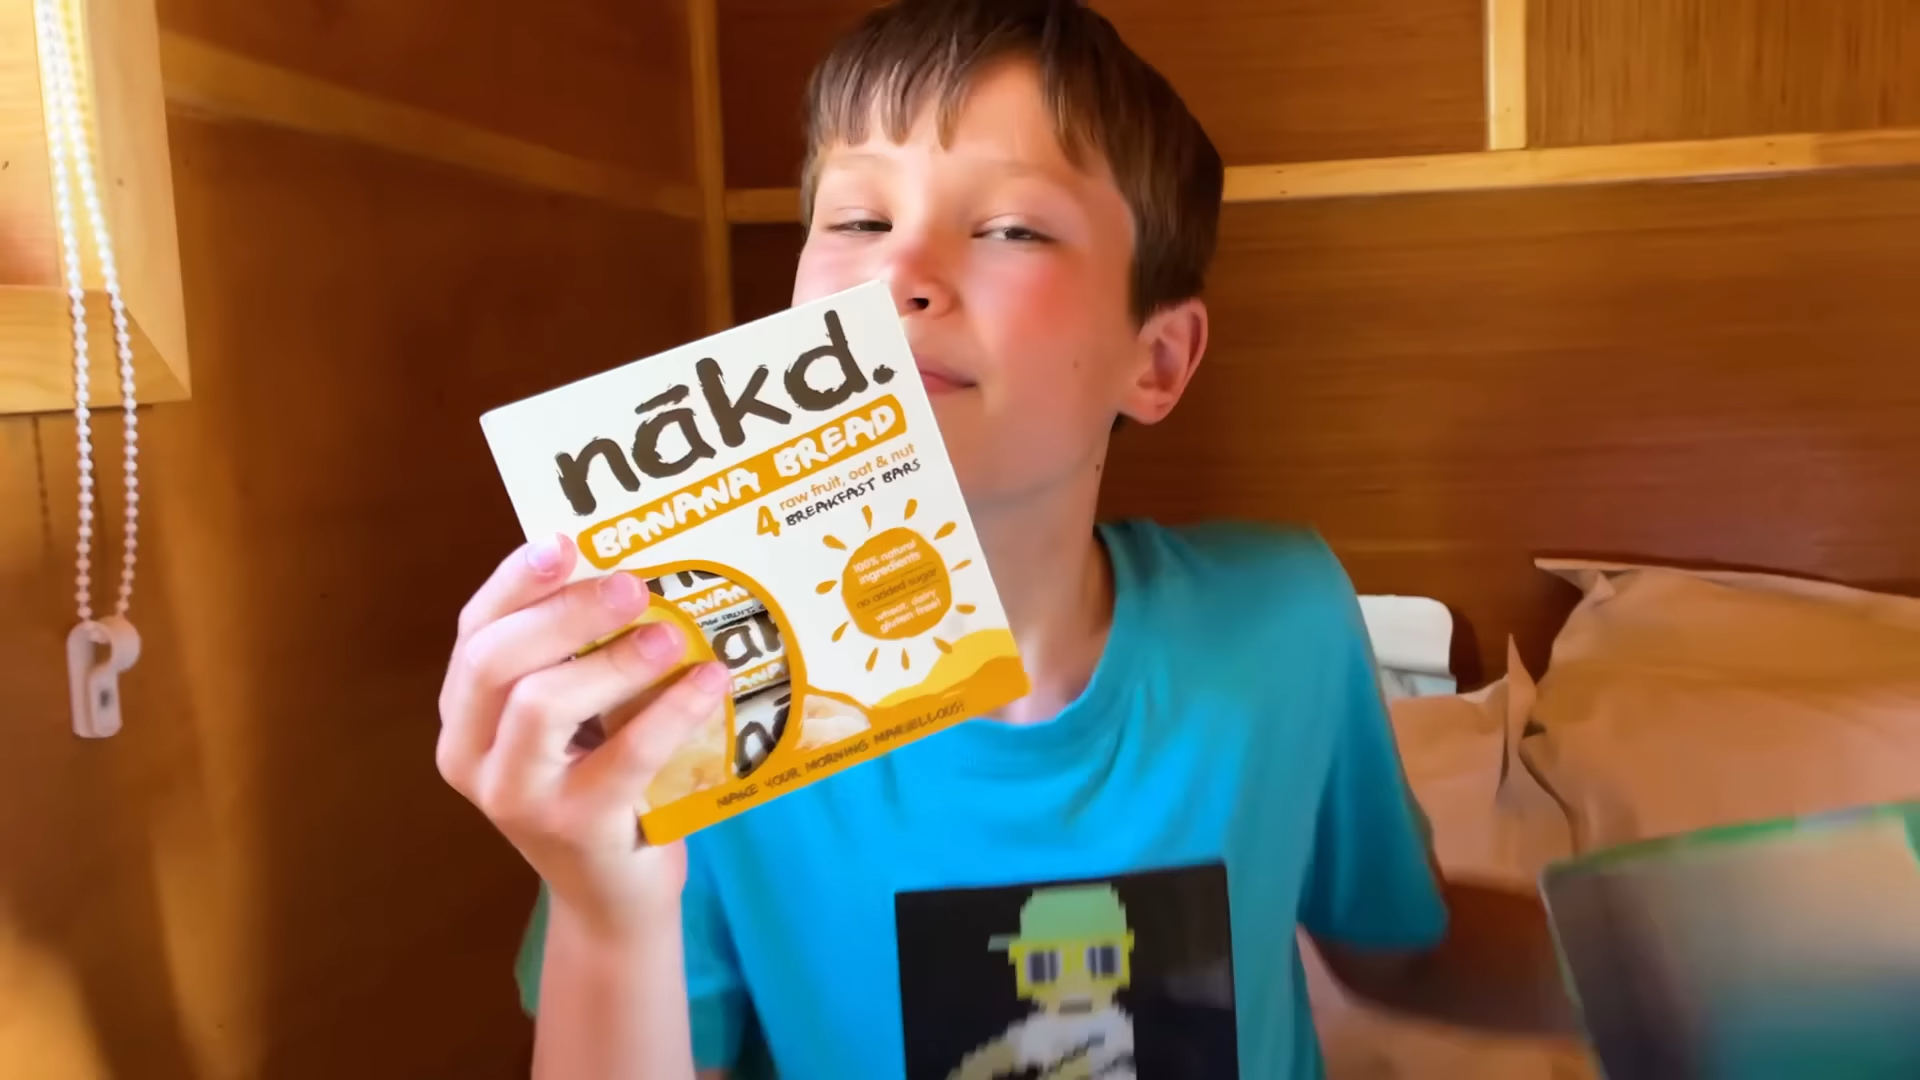 nākd.
BANANA BREAD
4 raw fruit, oat & nut
BREAKFAST BARS
100% natural
ingredients
no added sugar
wheat, dairy
gluten free!
MAKE YOUR MORNING MARVELLOUS!